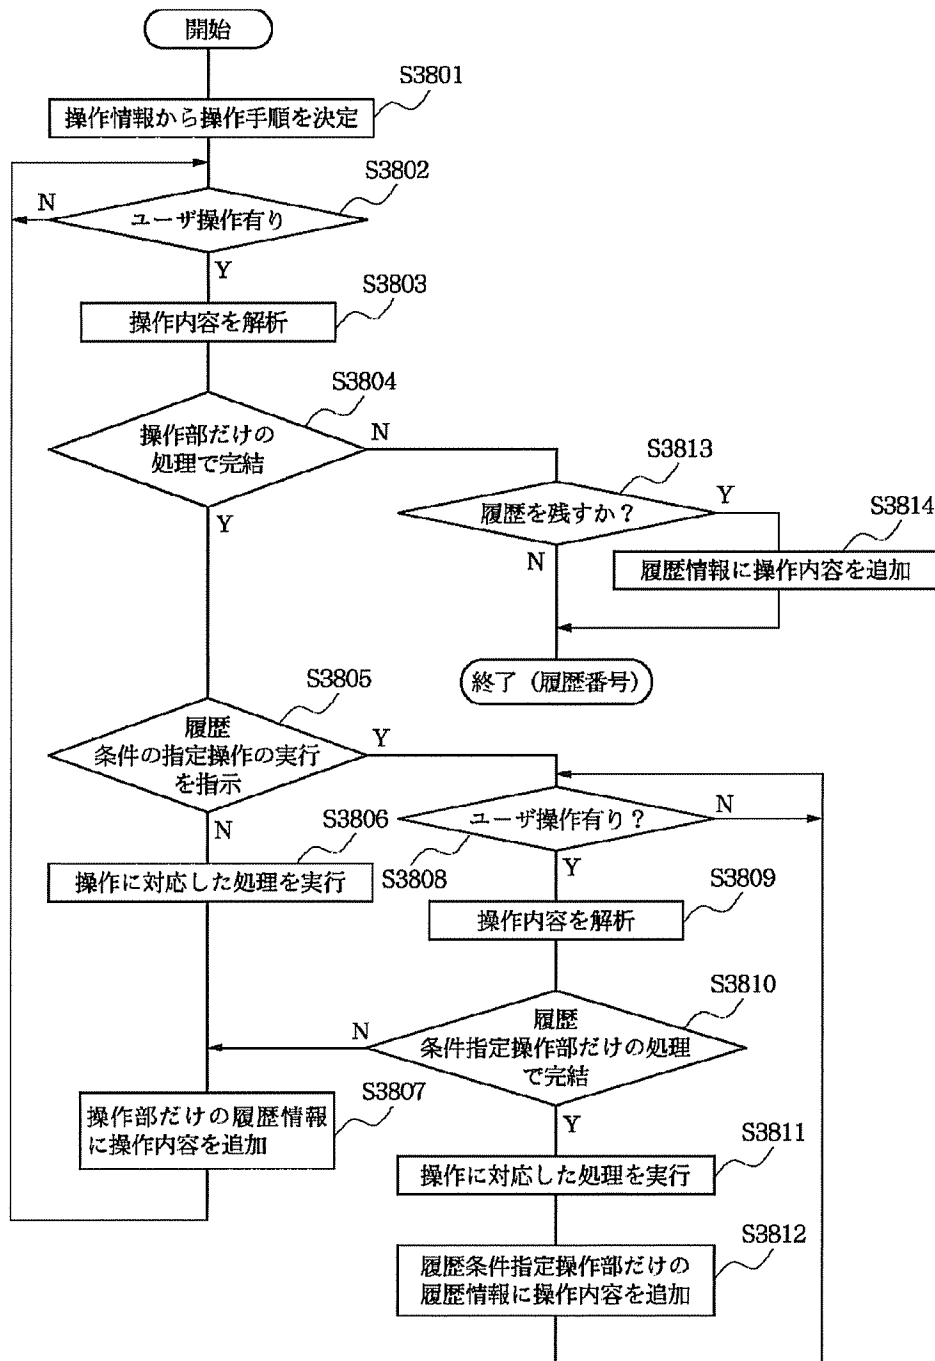 開始
S3801
操作情報から操作手順を決定
S3802
N
ユーザ操作有り
Y
S3803
操作内容を解析
S3804
操作部だけの
処理で完結
N
Y
S3813
履歴を残すか？
Y
N
S3814
履歴情報に操作内容を追加
終了（履歴番号）
S3805
履歴
条件の指定操作の実行
を指示
Y
N
S3806
操作に対応した処理を実行
ユーザ操作有り？
N
S3808
Y
S3809
操作内容を解析
S3810
履歴
条件指定操作部だけの処理
で完結
N
Y
S3807
操作部だけの履歴情報
に操作内容を追加
S3811
操作に対応した処理を実行
S3812
履歴条件指定操作部だけの
履歴情報に操作内容を追加